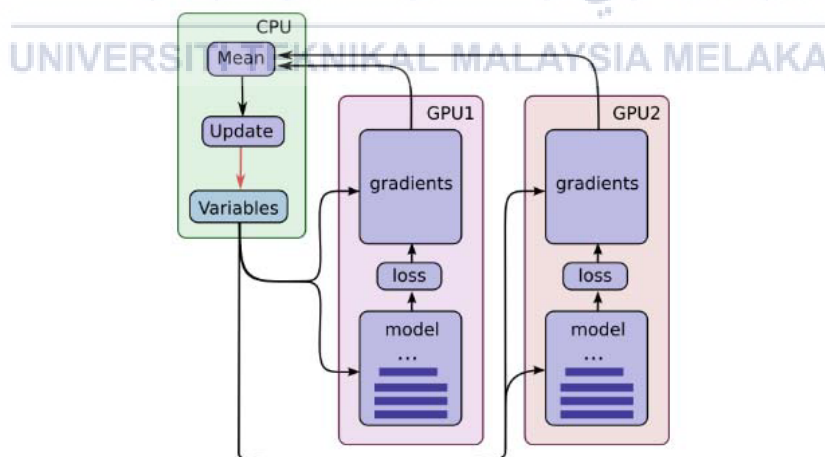 CPU
UNIVERSITI TEKNIKAL MALAYSIA MELAKA
Mean
Update
Variables
GPU1
gradients
loss
model
...
GPU2
gradients
loss
model
...